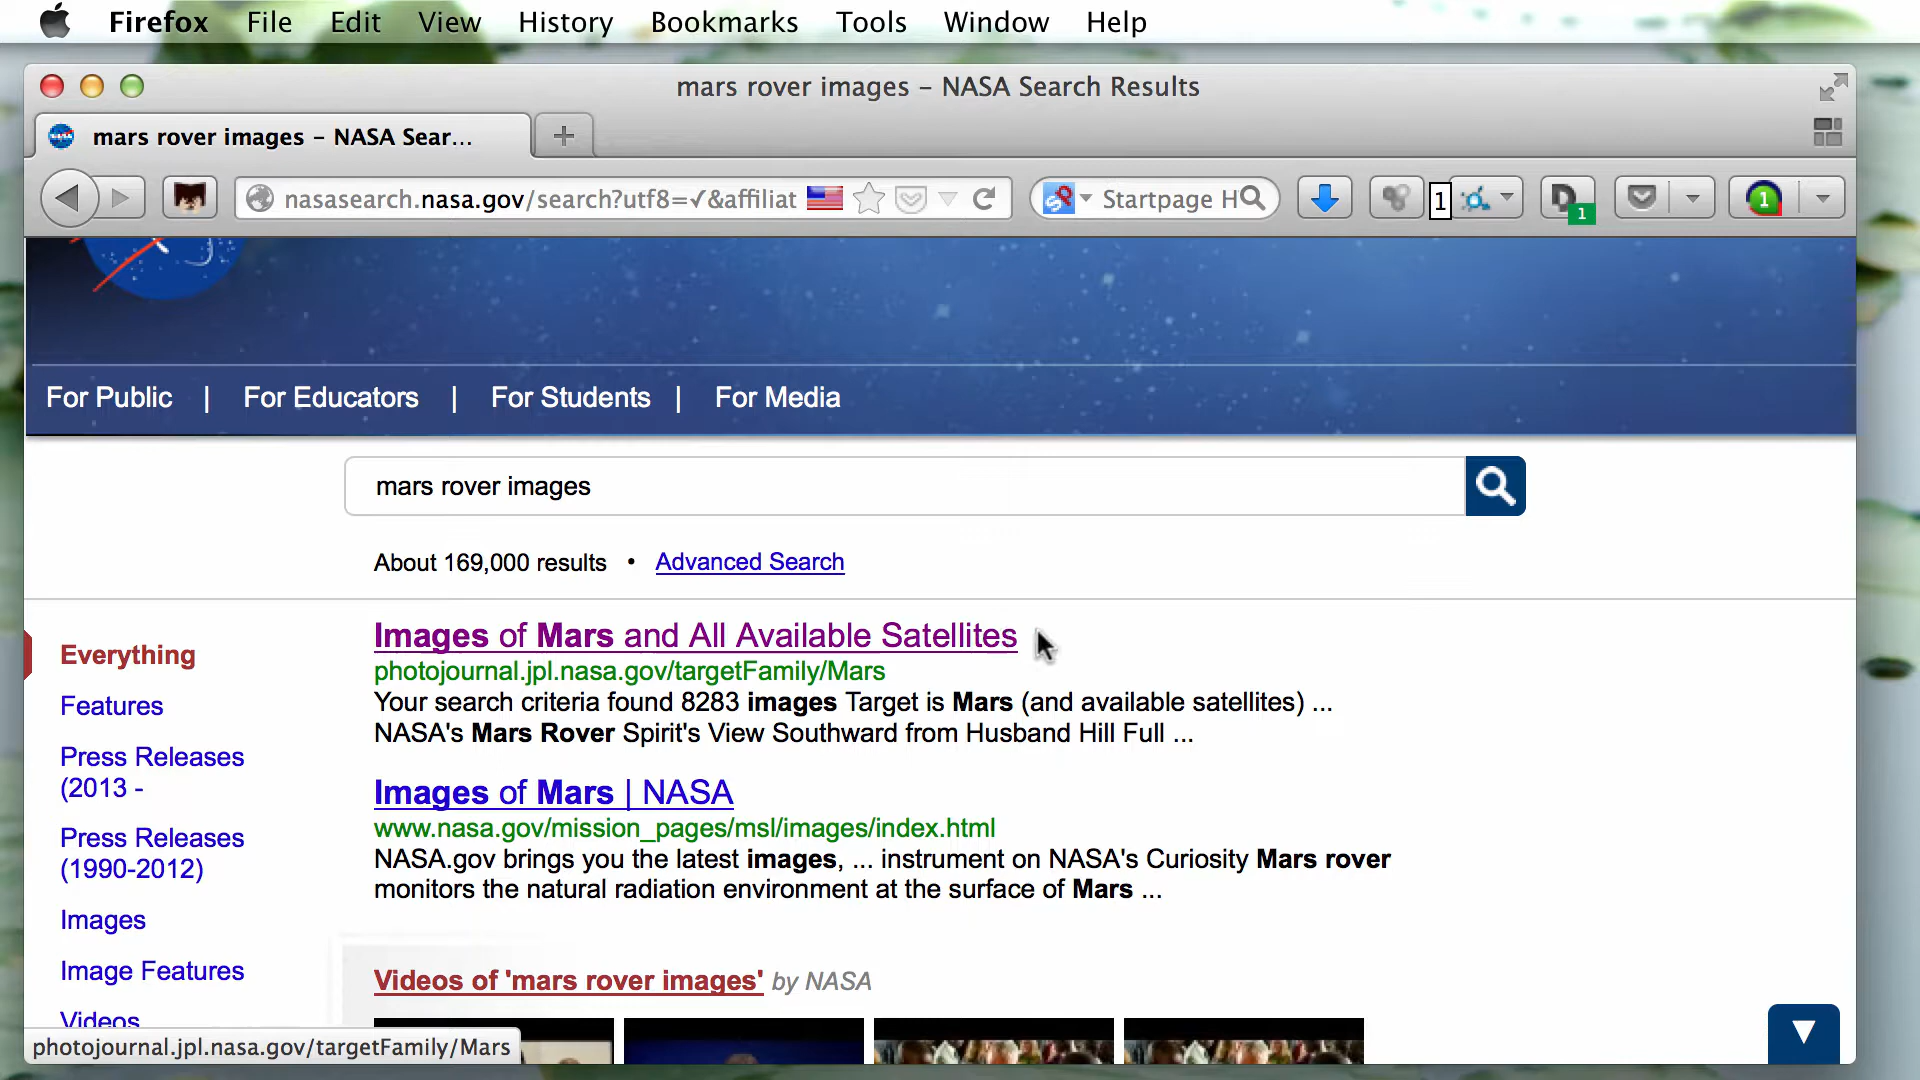 Firefox File Edit View History Bookmarks Tools Window Help
mars rover images – NASA Search Results
mars rover images – NASA Sear...
nasasearch.nasa.gov/search?utf8=✓&affiliat
Startpage H
1
D 1
1
For Public | For Educators | For Students | For Media
mars rover images
About 169,000 results • Advanced Search
Everything
Features
Press Releases
(2013 -
Press Releases
(1990-2012)
Images
Image Features
Videos
Images of Mars and All Available Satellites
photojournal.jpl.nasa.gov/targetFamily/Mars
Your search criteria found 8283 images Target is Mars (and available satellites) ...
NASA's Mars Rover Spirit's View Southward from Husband Hill Full ...
Images of Mars | NASA
www.nasa.gov/mission_pages/msl/images/index.html
NASA.gov brings you the latest images, ... instrument on NASA's Curiosity Mars rover
monitors the natural radiation environment at the surface of Mars ...
Videos of 'mars rover images' by NASA
photojournal.jpl.nasa.gov/targetFamily/Mars